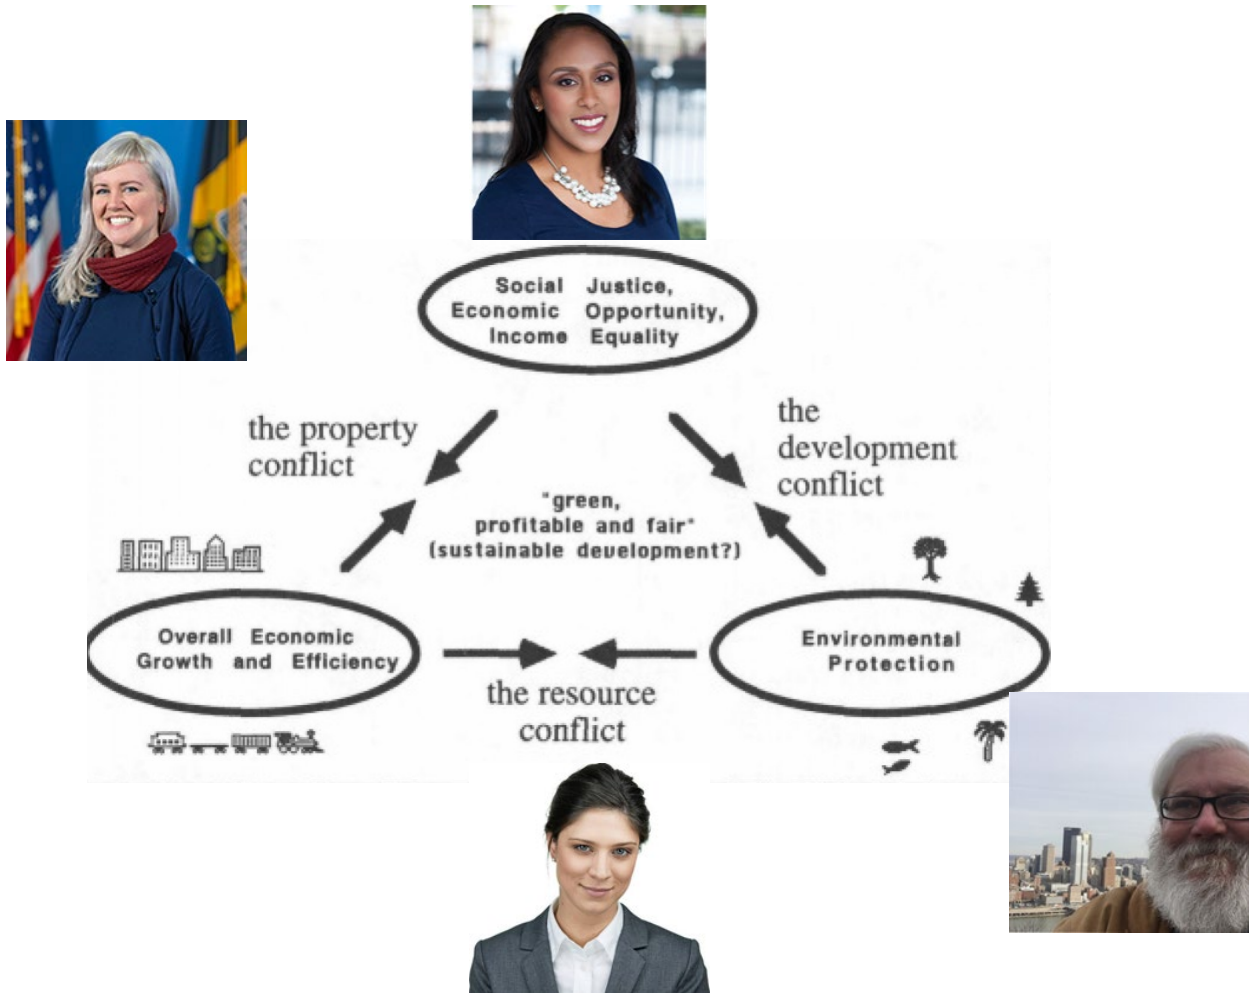 Social Justice,
Economic Opportunity,
Income Equality
the property
conflict
the
development
conflict
"green,
profitable and fair"
(sustainable development?)
Overall Economic
Growth and Efficiency
Environmental
Protection
the resource
conflict